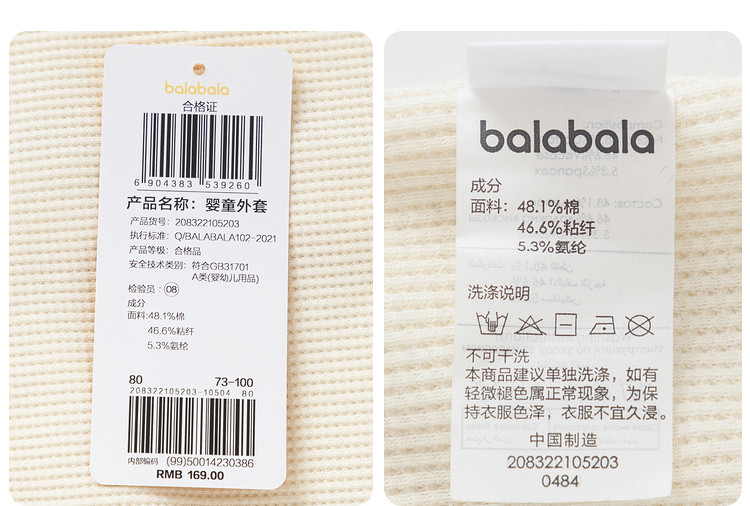 balabala
合格证
6 904383 539260
产品名称：婴童外套
产品货号：208322105203
执行标准：Q/BALABALA102-2021
产品等级：合格品
安全技术类别：符合GB31701
A类(婴幼儿用品)
检验员：08
成分
面料:48.1%棉
46.6%粘纤
5.3%氨纶
80 73-100
208322105203-10504 80
内部编码 (99)50014230386
RMB 169.00
balabala
成分
面料：48.1%棉
46.6%粘纤
5.3%氨纶
洗涤说明
不可干洗
本商品建议单独洗涤，如有
轻微褪色属正常现象，为保
持衣服色泽，衣服不宜久浸。
中国制造
208322105203
0484